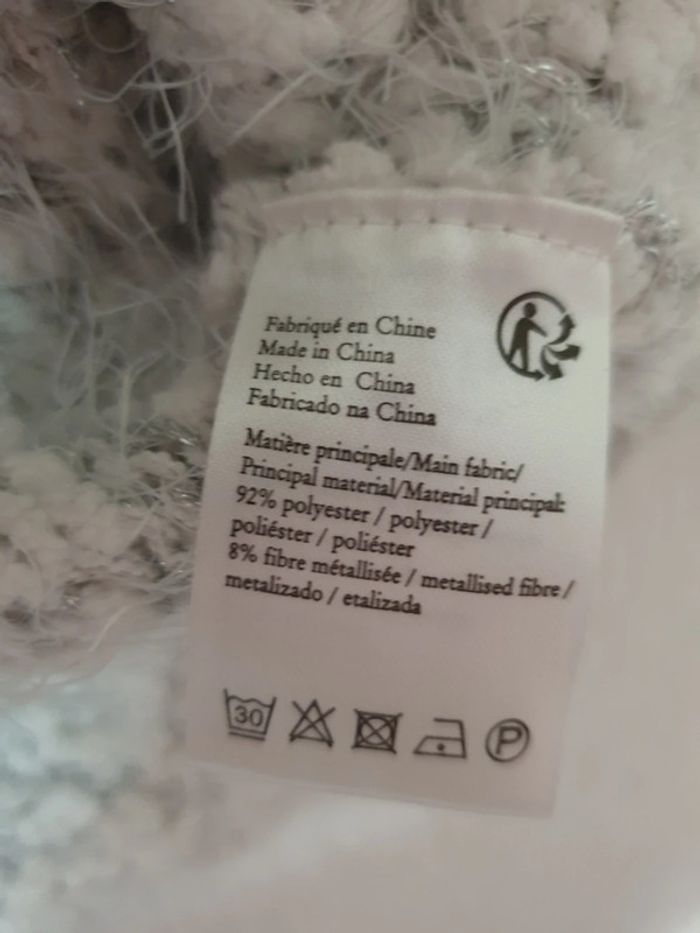 Fabriqué en Chine
Made in China
Hecho en China
Fabricado na China
Matière principale/Main fabric/
Principal material/Material principal:
92% polyester / polyester /
poliéster / poliéster
8% fibre métallisée / metallised fibre /
metalizado / etalizada
30
P